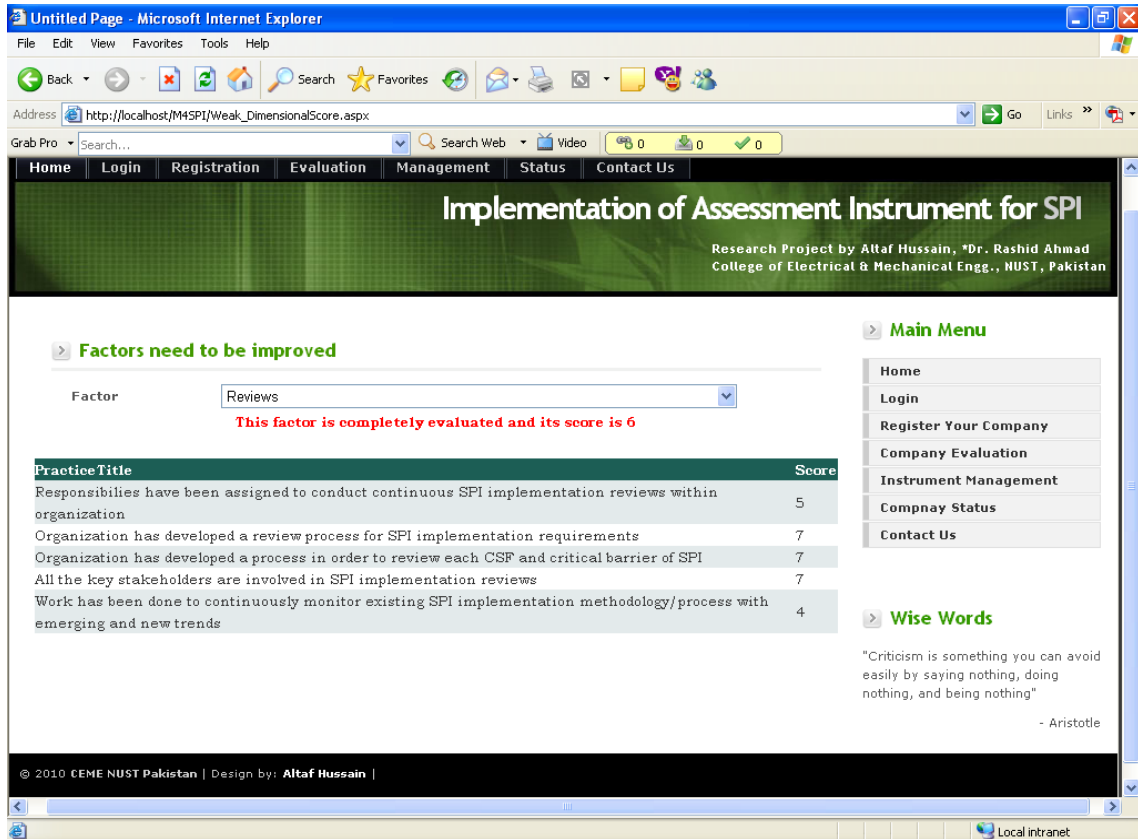 Untitled Page - Microsoft Internet Explorer
File Edit View Favorites Tools Help
Back Search Favorites
Address http://localhost/M4SPI/Weak_DimensionalScore.aspx Go Links »
Grab Pro Search... Search Web Video 0 0 0
Home Login Registration Evaluation Management Status Contact Us
Implementation of Assessment Instrument for SPI
Research Project by Altaf Hussain, *Dr. Rashid Ahmad
College of Electrical & Mechanical Engg., NUST, Pakistan
Factors need to be improved
Factor Reviews
This factor is completely evaluated and its score is 6
PracticeTitle Score
Responsibilies have been assigned to conduct continuous SPI implementation reviews within
organization 5
Organization has developed a review process for SPI implementation requirements 7
Organization has developed a process in order to review each CSF and critical barrier of SPI 7
All the key stakeholders are involved in SPI implementation reviews 7
Work has been done to continuously monitor existing SPI implementation methodology/process with
emerging and new trends 4
Main Menu
Home
Login
Register Your Company
Company Evaluation
Instrument Management
Compnay Status
Contact Us
Wise Words
"Criticism is something you can avoid
easily by saying nothing, doing
nothing, and being nothing"
- Aristotle
© 2010 CEME NUST Pakistan | Design by: Altaf Hussain |
Local intranet